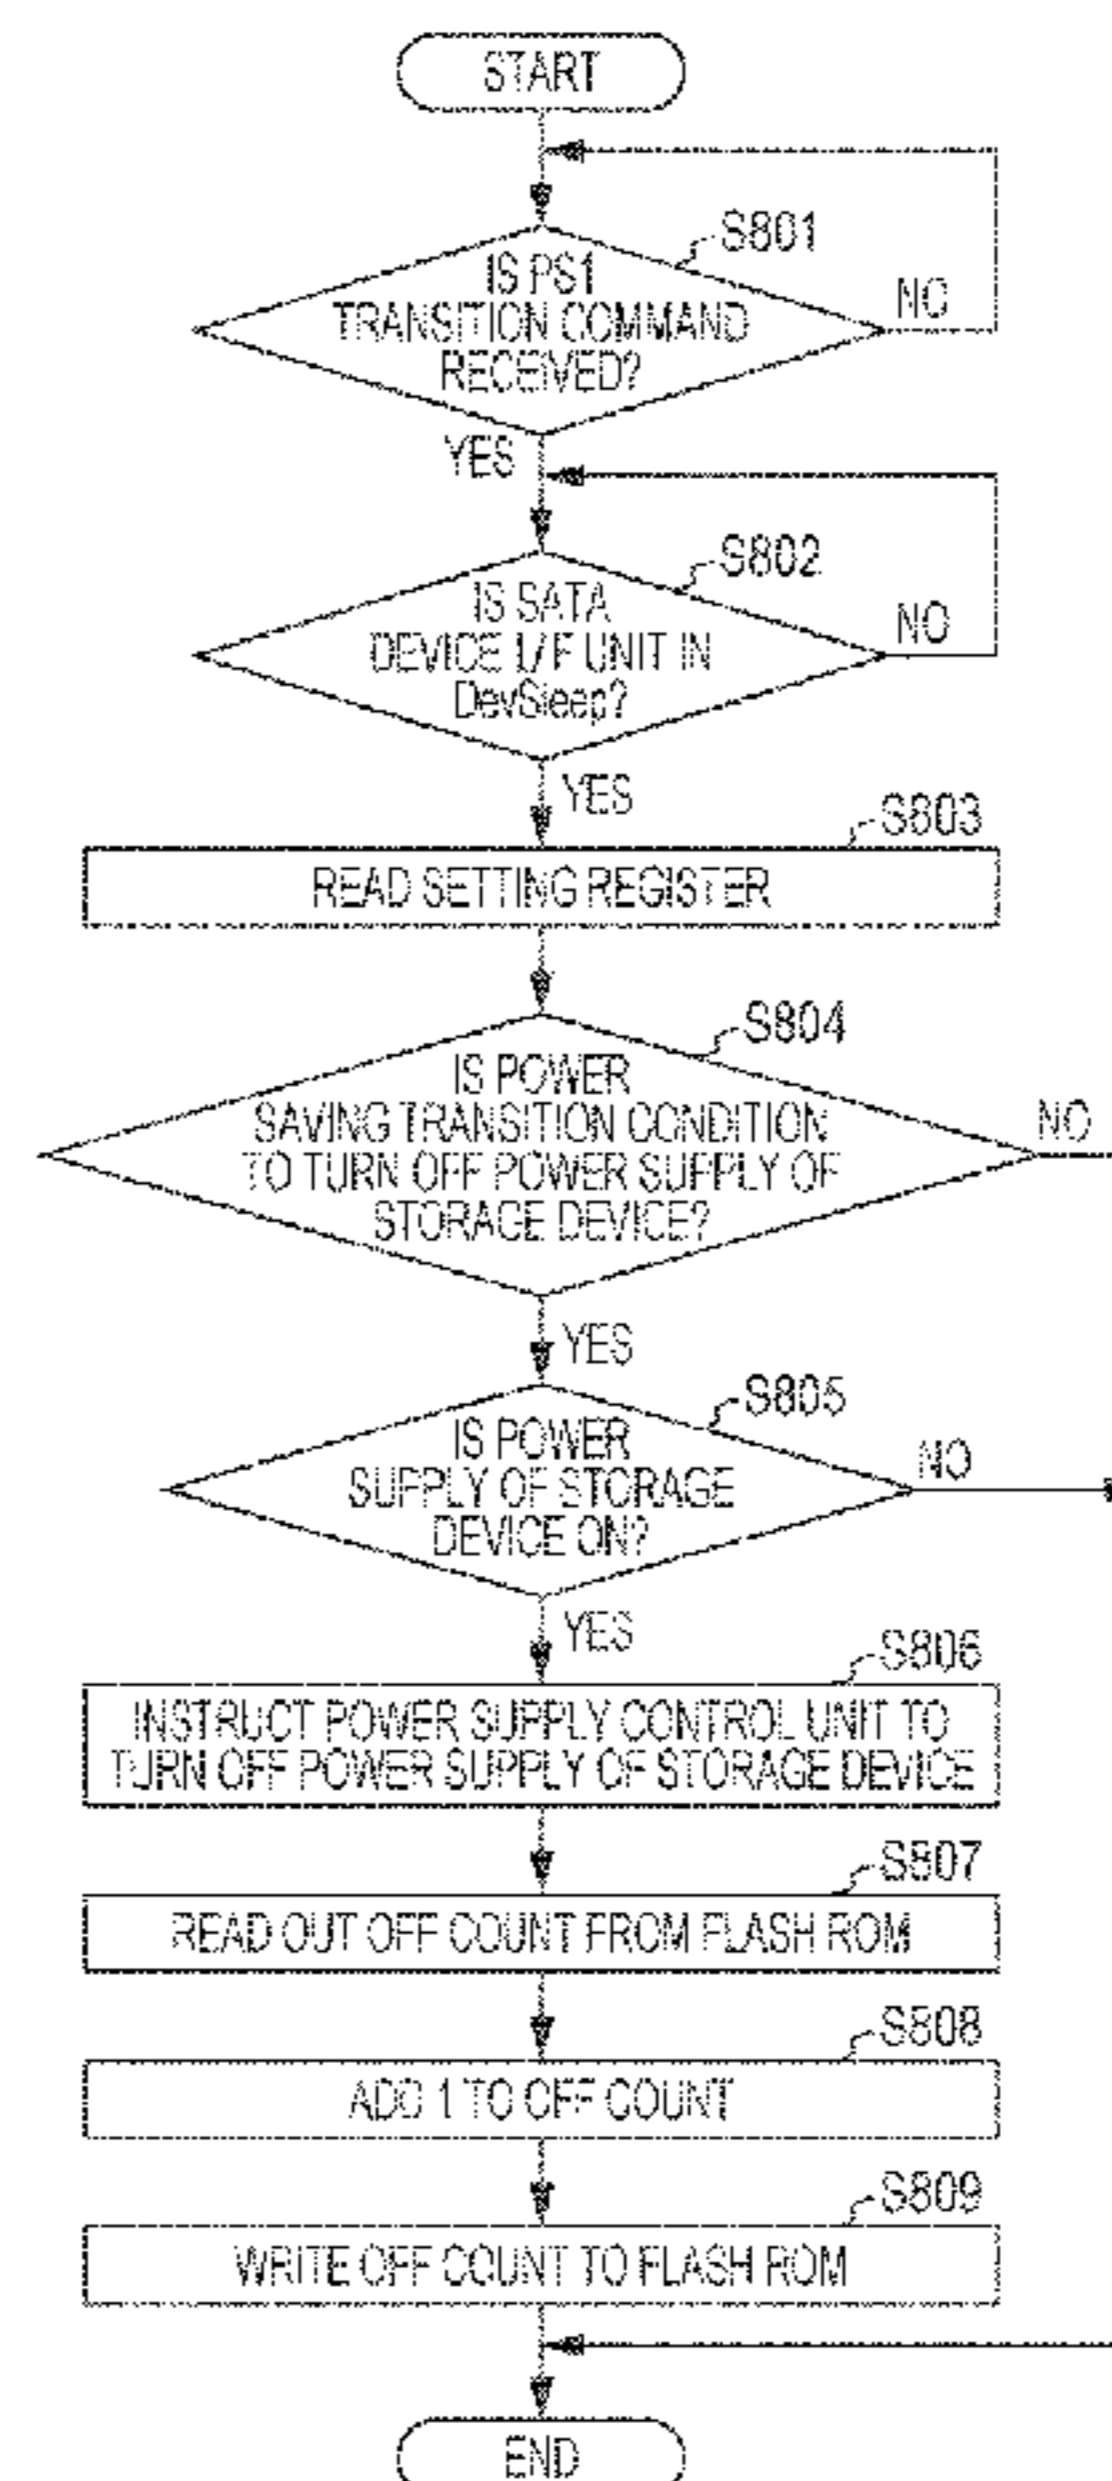 START
S801
IS PS1
TRANSITION COMMAND
RECEIVED?
NO
YES
S802
IS SATA
DEVICE I/F UNIT IN
DevSleep?
NO
YES
S803
READ SETTING REGISTER
S804
IS POWER
SAVING TRANSITION CONDITION
TO TURN OFF POWER SUPPLY OF
STORAGE DEVICE?
NO
YES
S805
IS POWER
SUPPLY OF STORAGE
DEVICE ON?
NO
YES
S806
INSTRUCT POWER SUPPLY CONTROL UNIT TO
TURN OFF POWER SUPPLY OF STORAGE DEVICE
S807
READ OUT OFF COUNT FROM FLASH ROM
S808
ADD 1 TO OFF COUNT
S809
WRITE OFF COUNT TO FLASH ROM
END